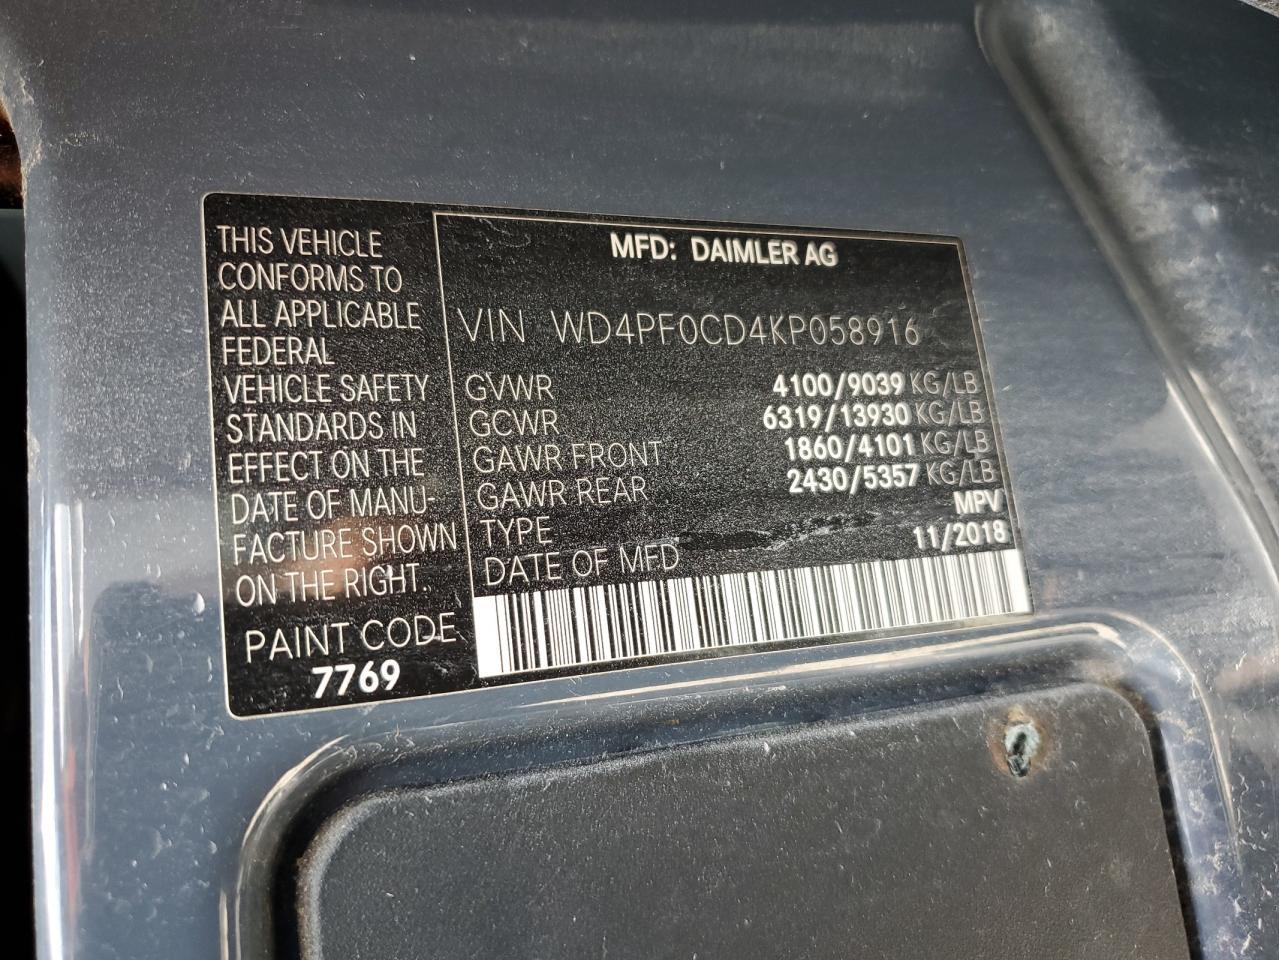 THIS VEHICLE
CONFORMS TO
ALL APPLICABLE
FEDERAL
VEHICLE SAFETY
STANDARDS IN
EFFECT ON THE
DATE OF MANU-
FACTURE SHOWN
ON THE RIGHT.
PAINT CODE
7769
MFD: DAIMLER AG
VIN WD4PF0CD4KP058916
GVWR 4100/9039 KG/LB
GCWR 6319/13930 KG/LB
GAWR FRONT 1860/4101 KG/LB
GAWR REAR 2430/5357 KG/LB
TYPE MPV
DATE OF MFD 11/2018